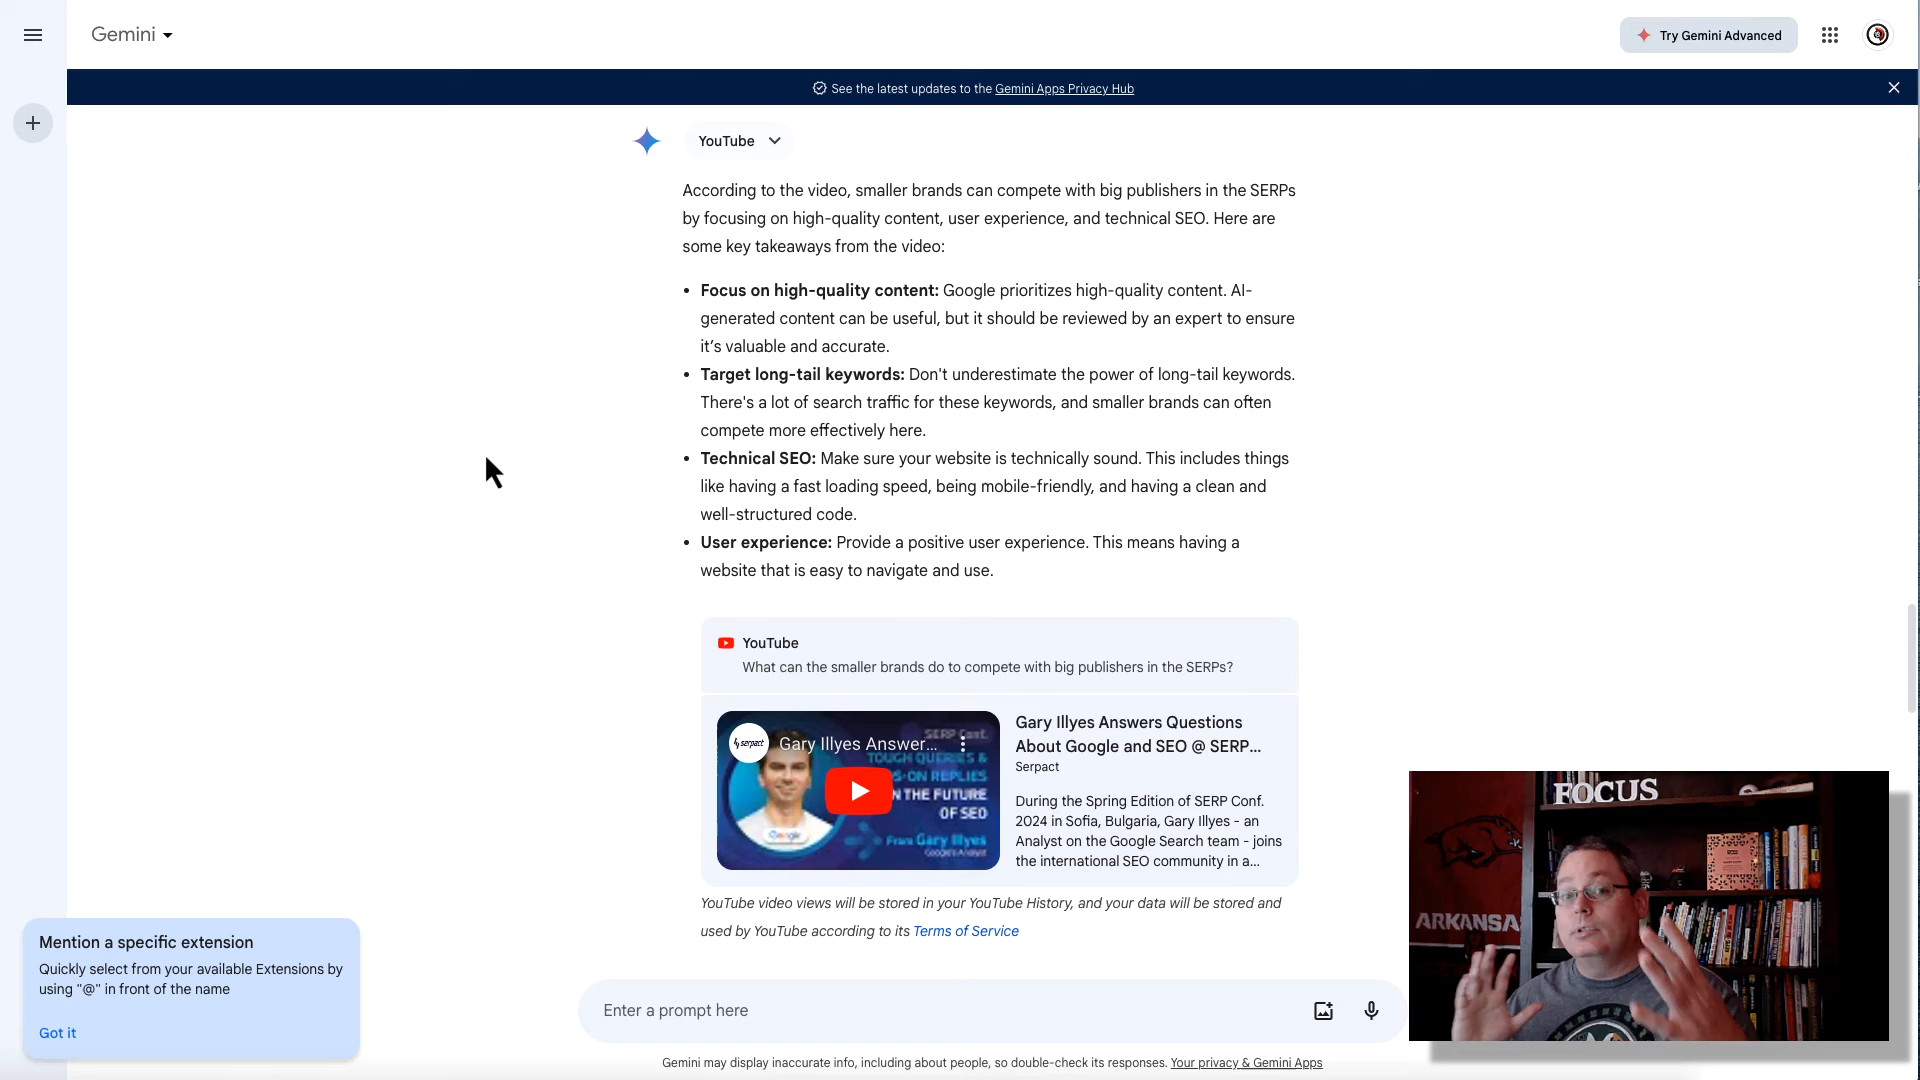 Gemini
Try Gemini Advanced
See the latest updates to the Gemini Apps Privacy Hub
YouTube
According to the video, smaller brands can compete with big publishers in the SERPs
by focusing on high-quality content, user experience, and technical SEO. Here are
some key takeaways from the video:
• Focus on high-quality content: Google prioritizes high-quality content. AI-
generated content can be useful, but it should be reviewed by an expert to ensure
it’s valuable and accurate.
• Target long-tail keywords: Don't underestimate the power of long-tail keywords.
There's a lot of search traffic for these keywords, and smaller brands can often
compete more effectively here.
• Technical SEO: Make sure your website is technically sound. This includes things
like having a fast loading speed, being mobile-friendly, and having a clean and
well-structured code.
• User experience: Provide a positive user experience. This means having a
website that is easy to navigate and use.
YouTube
What can the smaller brands do to compete with big publishers in the SERPs?
serpact
Gary Illyes Answer...
SERP Conf.
TOUGH QUERIES &
S-ON REPLIES
N THE FUTURE
OF SEO
Google
From Gary Illyes
Google's Analyst
Gary Illyes Answers Questions
About Google and SEO @ SERP...
Serpact
During the Spring Edition of SERP Conf.
2024 in Sofia, Bulgaria, Gary Illyes - an
Analyst on the Google Search team - joins
the international SEO community in a...
YouTube video views will be stored in your YouTube History, and your data will be stored and
used by YouTube according to its Terms of Service
FOCUS
ARKANSA
Mention a specific extension
Quickly select from your available Extensions by
using "@" in front of the name
Got it
Enter a prompt here
Gemini may display inaccurate info, including about people, so double-check its responses. Your privacy & Gemini Apps